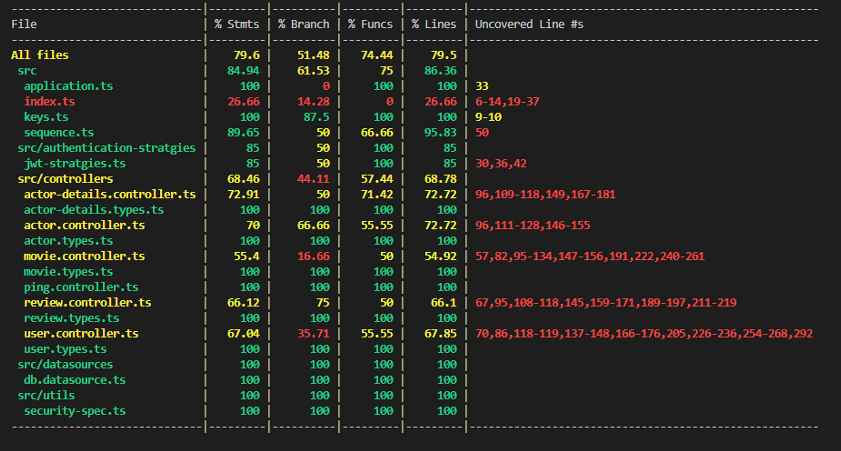 ------------------------------|---------|----------|---------|---------|-------------------------------------------------------
File                          | % Stmts | % Branch | % Funcs | % Lines | Uncovered Line #s
------------------------------|---------|----------|---------|---------|-------------------------------------------------------
All files                     |    79.6 |    51.48 |   74.44 |    79.5 |
 src                          |   84.94 |    61.53 |      75 |   86.36 |
  application.ts              |     100 |        0 |     100 |     100 | 33
  index.ts                    |   26.66 |    14.28 |       0 |   26.66 | 6-14,19-37
  keys.ts                     |     100 |     87.5 |     100 |     100 | 9-10
  sequence.ts                 |   89.65 |       50 |   66.66 |   95.83 | 50
 src/authentication-stratgies |      85 |       50 |     100 |      85 |
  jwt-stratgies.ts            |      85 |       50 |     100 |      85 | 30,36,42
 src/controllers              |   68.46 |    44.11 |   57.44 |   68.78 |
  actor-details.controller.ts |   72.91 |       50 |   71.42 |   72.72 | 96,109-118,149,167-181
  actor-details.types.ts      |     100 |      100 |     100 |     100 |
  actor.controller.ts         |      70 |    66.66 |   55.55 |   72.72 | 96,111-128,146-155
  actor.types.ts              |     100 |      100 |     100 |     100 |
  movie.controller.ts         |    55.4 |    16.66 |      50 |   54.92 | 57,82,95-134,147-156,191,222,240-261
  movie.types.ts              |     100 |      100 |     100 |     100 |
  ping.controller.ts          |     100 |      100 |     100 |     100 |
  review.controller.ts        |   66.12 |       75 |      50 |    66.1 | 67,95,108-118,145,159-171,189-197,211-219
  review.types.ts             |     100 |      100 |     100 |     100 |
  user.controller.ts          |   67.04 |    35.71 |   55.55 |   67.85 | 70,86,118-119,137-148,166-176,205,226-236,254-268,292
  user.types.ts               |     100 |      100 |     100 |     100 |
 src/datasources              |     100 |      100 |     100 |     100 |
  db.datasource.ts            |     100 |      100 |     100 |     100 |
 src/utils                    |     100 |      100 |     100 |     100 |
  security-spec.ts            |     100 |      100 |     100 |     100 |
------------------------------|---------|----------|---------|---------|-------------------------------------------------------